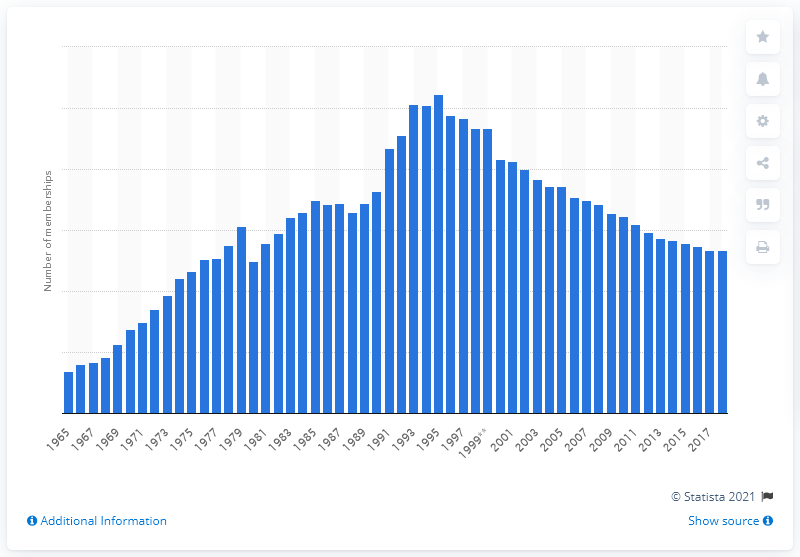 Number of memberships
1965 1967 1969 1971 1973 1975 1977 1979 1981 1983 1985 1987 1989 1991 1993 1995 1997 1999** 2001 2003 2005 2007 2009 2011 2013 2015 2017
© Statista 2021
Additional Information
Show source